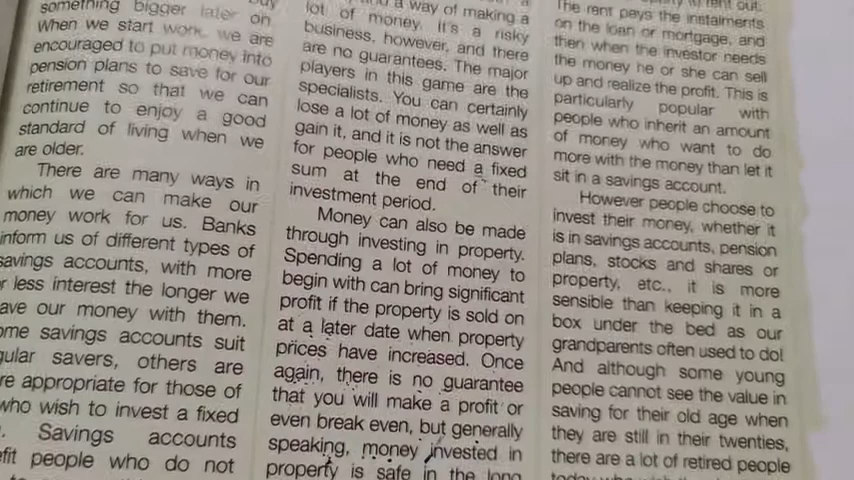 something bigger later on
When we start work, we are
encouraged to put money into
pension plans to save for our
retirement so that we can
continue to enjoy a good
standard of living when we
are older.
There are many ways in
which we can make our
money work for us. Banks
inform us of different types of
savings accounts, with more
r less interest the longer we
ave our money with them.
ome savings accounts suit
gular savers, others are
re appropriate for those of
who wish to invest a fixed
. Savings accounts
efit people who do not
a way of making a
lot of money. It's a risky
business, however, and there
are no guarantees. The major
players in this game are the
specialists. You can certainly
lose a lot of money as well as
gain it, and it is not the answer
for people who need a fixed
sum at the end of their
investment period.
Money can also be made
through investing in property.
Spending a lot of money to
begin with can bring significant
profit if the property is sold on
at a later date when property
prices have increased. Once
again, there is no guarantee
that you will make a profit or
even break even, but generally
speaking, money invested in
property is safe in the long
rent out.
The rent pays the instalments
on the loan or mortgage, and
then when the investor needs
the money he or she can sell
up and realize the profit. This is
particularly popular with
people who inherit an amount
of money who want to do
more with the money than let it
sit in a savings account.
However people choose to
invest their money, whether it
is in savings accounts, pension
plans, stocks and shares or
property, etc., it is more
sensible than keeping it in a
box under the bed as our
grandparents often used to do!
And although some young
people cannot see the value in
saving for their old age when
they are still in their twenties,
there are a lot of retired people